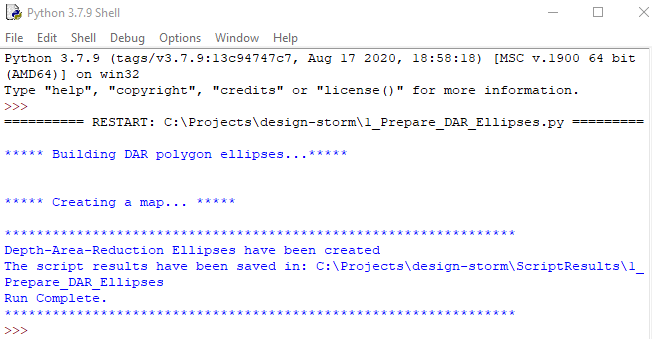 Python 3.7.9 Shell
File Edit Shell Debug Options Window Help
Python 3.7.9 (tags/v3.7.9:13c94747c7, Aug 17 2020, 18:58:18) [MSC v.1900 64 bit
(AMD64)] on win32
Type "help", "copyright", "credits" or "license()" for more information.
>>>
========== RESTART: C:\Projects\design-storm\1_Prepare_DAR_Ellipses.py =========
***** Building DAR polygon ellipses...*****
***** Creating a map... *****
****************************************************************
Depth-Area-Reduction Ellipses have been created
The script results have been saved in: C:\Projects\design-storm\ScriptResults\1_
Prepare_DAR_Ellipses
Run Complete.
****************************************************************
>>>